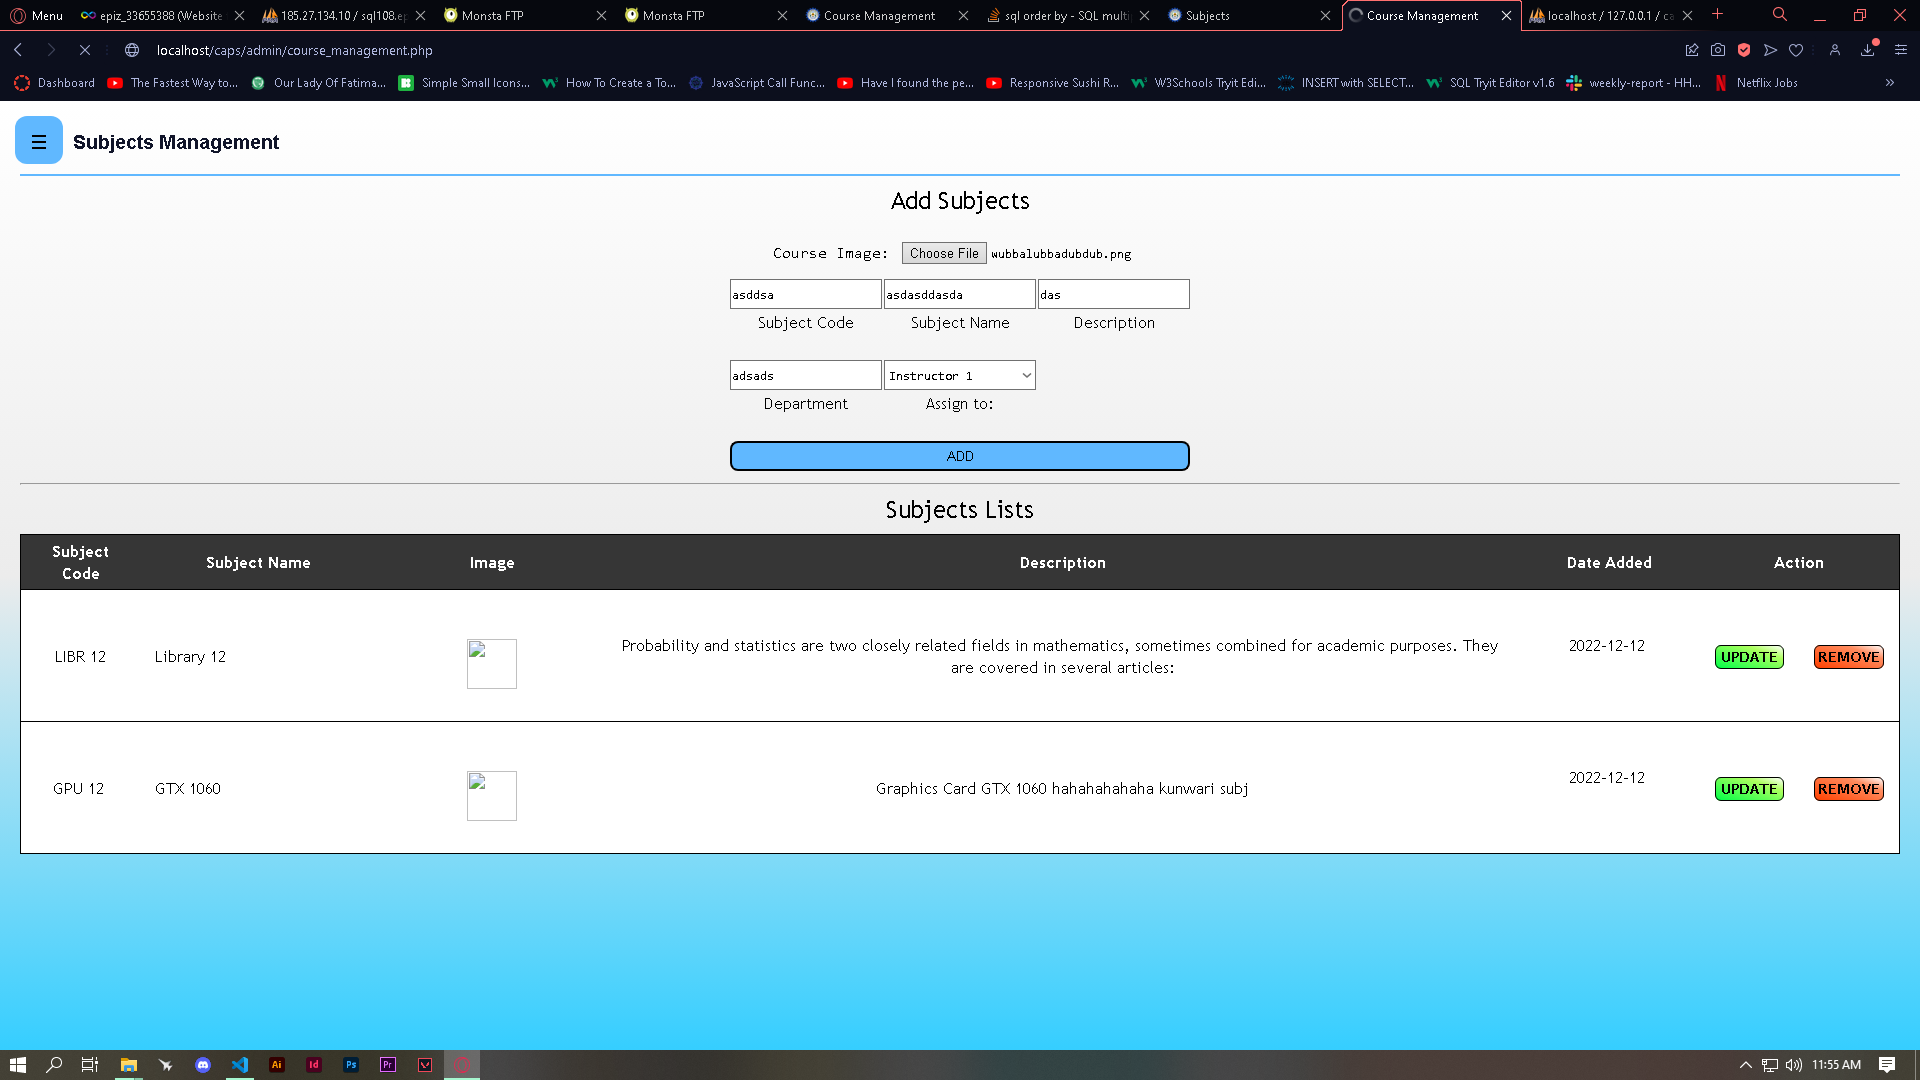 Menu
epiz_33655388 (Website
185.27.134.10 / sql108.ep
Monsta FTP
Monsta FTP
Course Management
sql order by - SQL multip
Subjects
Course Management
localhost / 127.0.0.1 / ca
localhost/caps/admin/course_management.php
Dashboard
The Fastest Way to...
Our Lady Of Fatima...
Simple Small Icons...
How To Create a To...
JavaScript Call Func...
Have I found the pe...
Responsive Sushi R...
W3Schools Tryit Edi...
INSERT with SELECT...
SQL Tryit Editor v1.6
weekly-report - HH...
Netflix Jobs
Subjects Management
Add Subjects
Course Image: Choose File wubbalubbadubdub.png
asddsa asdasddasda das
Subject Code Subject Name Description
adsads Instructor 1
Department Assign to:
ADD
Subjects Lists
Subject Code Subject Name Image Description Date Added Action
LIBR 12 Library 12 Probability and statistics are two closely related fields in mathematics, sometimes combined for academic purposes. They 2022-12-12 UPDATE REMOVE
are covered in several articles:
GPU 12 GTX 1060 Graphics Card GTX 1060 hahahahahaha kunwari subj 2022-12-12 UPDATE REMOVE
Ai Id Ps Pr
11:55 AM